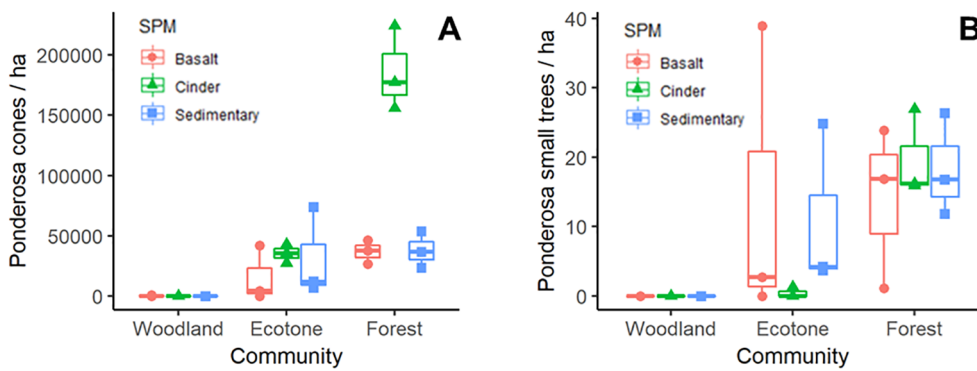 A
SPM
Basalt
Cinder
Sedimentary
Ponderosa cones / ha
200000
150000
100000
50000
0
Woodland Ecotone Forest
Community
B
SPM
Basalt
Cinder
Sedimentary
Ponderosa small trees / ha
40
30
20
10
0
Woodland Ecotone Forest
Community